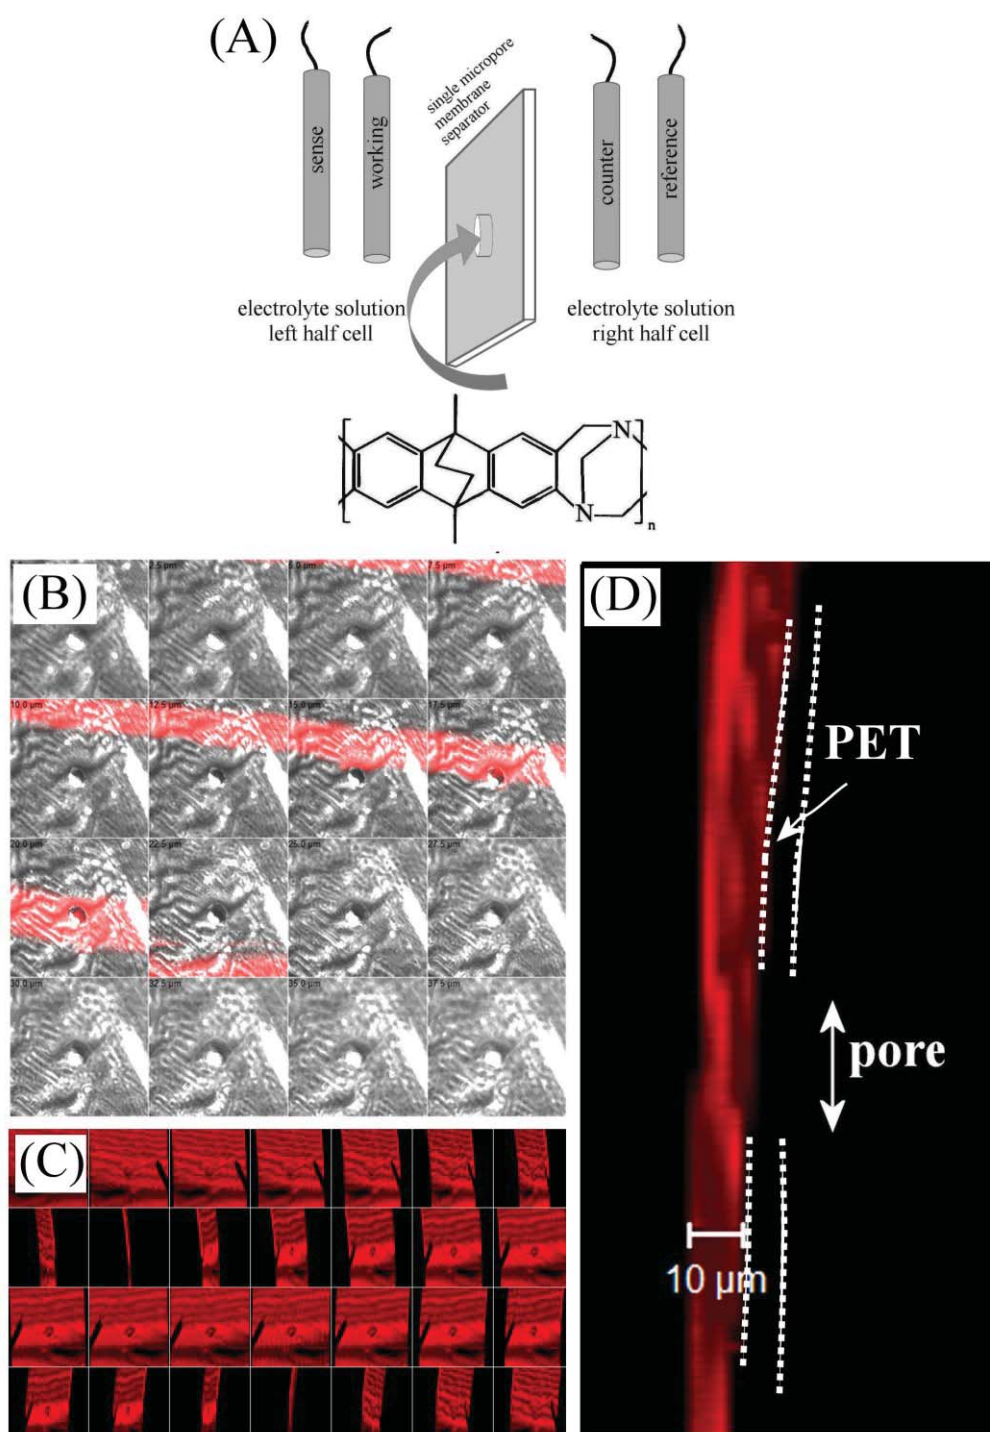 (A)
sense
working
single micropore
membrane
separator
counter
reference
electrolyte solution
left half cell
electrolyte solution
right half cell
N
N
n
(B)
2.5 µm
5.0 µm
7.5 µm
10.0 µm
12.5 µm
15.0 µm
17.5 µm
20.0 µm
22.5 µm
25.0 µm
27.5 µm
30.0 µm
32.5 µm
35.0 µm
37.5 µm
(C)
(D)
PET
pore
10 µm